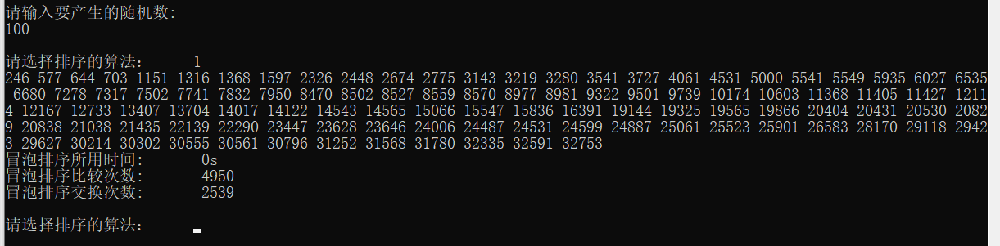 请输入要产生的随机数:
100
请选择排序的算法: 1
246 577 644 703 1151 1316 1368 1597 2326 2448 2674 2775 3143 3219 3280 3541 3727 4061 4531 5000 5541 5549 5935 6027 6535
6680 7278 7317 7502 7741 7832 7950 8470 8502 8527 8559 8570 8977 8981 9322 9501 9739 10174 10603 11368 11405 11427 1211
4 12167 12733 13407 13704 14017 14122 14543 14565 15066 15547 15836 16391 19144 19325 19565 19866 20404 20431 20530 2082
9 20838 21038 21435 22139 22290 23447 23628 23646 24006 24487 24531 24599 24887 25061 25523 25901 26583 28170 29118 2942
3 29627 30214 30302 30555 30561 30796 31252 31568 31780 32335 32591 32753
冒泡排序所用时间: 0s
冒泡排序比较次数: 4950
冒泡排序交换次数: 2539
请选择排序的算法: